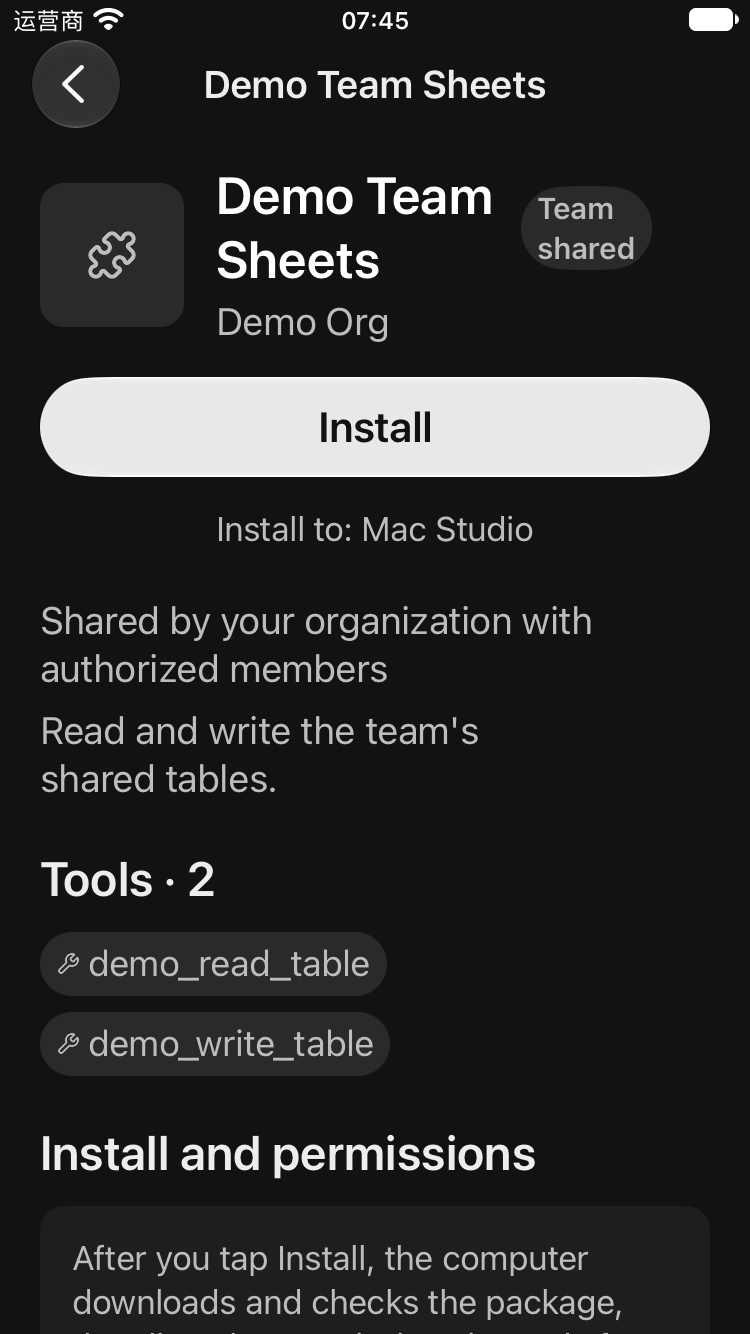 运营商
07:45
Demo Team Sheets
Demo Team
Sheets
Team
shared
Demo Org
Install
Install to: Mac Studio
Shared by your organization with
authorized members
Read and write the team's
shared tables.
Tools · 2
demo_read_table
demo_write_table
Install and permissions
After you tap Install, the computer
downloads and checks the package,